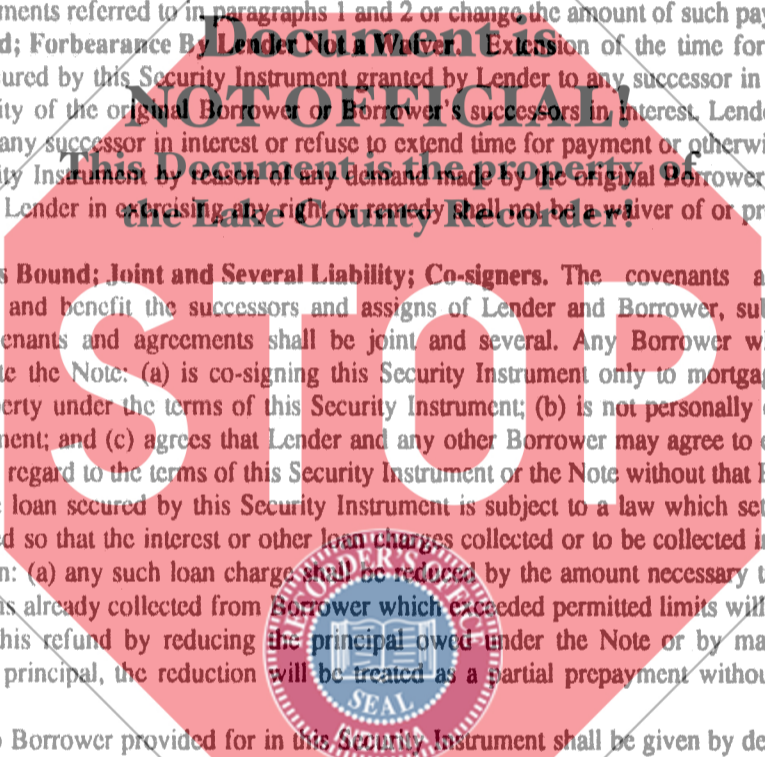 ments referred to in paragraphs 1 and 2 or change the amount of such pay
Document is
d; Forbearance By Lender Not a Waiver. Extension of the time for
ured by this Security Instrument granted by Lender to any successor in
NOT OFFICIAL!
ity of the original Borrower or Borrower's successors in interest. Lende
any successor in interest or refuse to extend time for payment or otherwi
This Document is the property of
ity Instrument by reason of any demand made by the original Borrower
Lender in exercising any right or remedy shall not be a waiver of or pr
the Lake County Recorder!
s Bound; Joint and Several Liability; Co-signers. The covenants a
and benefit the successors and assigns of Lender and Borrower, sub
enants and agreements shall be joint and several. Any Borrower w
te the Note: (a) is co-signing this Security Instrument only to mortgag
erty under the terms of this Security Instrument; (b) is not personally
STOP
ment; and (c) agrees that Lender and any other Borrower may agree to e
regard to the terms of this Security Instrument or the Note without that B
loan secured by this Security Instrument is subject to a law which set
d so that the interest or other loan charges collected or to be collected i
n: (a) any such loan charge shall be reduced by the amount necessary t
is already collected from Borrower which exceeded permitted limits will
his refund by reducing the principal owed under the Note or by ma
principal, the reduction will be treated as a partial prepayment withou
SEAL
INDIANA
Borrower provided for in this Security Instrument shall be given by de